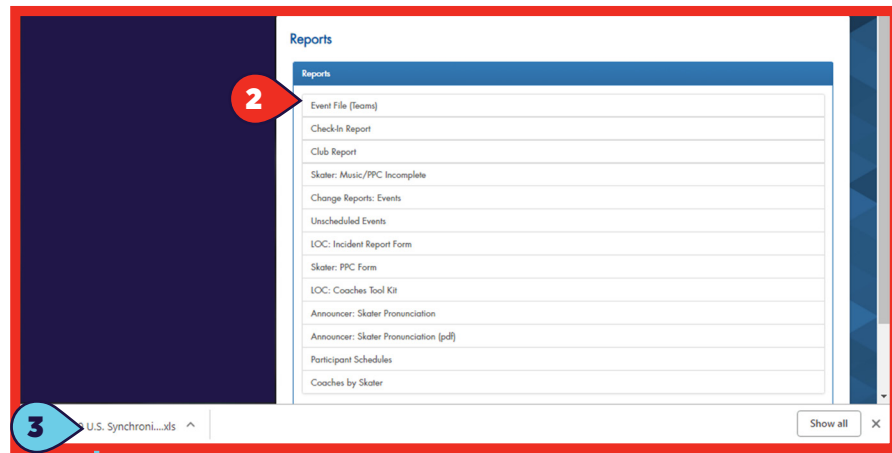 Reports
Reports
2
Event File (Teams)
Check-In Report
Club Report
Skater: Music/PPC Incomplete
Change Reports: Events
Unscheduled Events
LOC: Incident Report Form
Skater: PPC Form
LOC: Coaches Tool Kit
Announcer: Skater Pronunciation
Announcer: Skater Pronunciation (pdf)
Participant Schedules
Coaches by Skater
3
U.S. Synchroni....xls
Show all